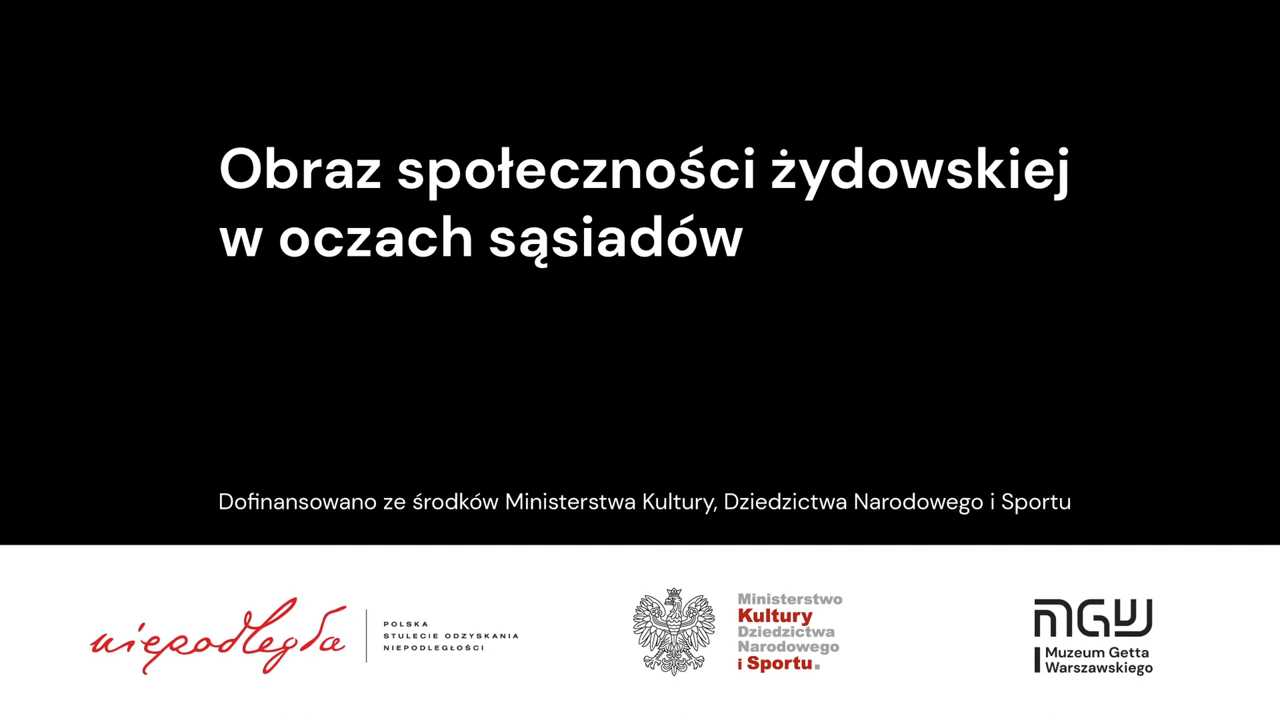 Obraz społeczności żydowskiej
w oczach sąsiadów
Dofinansowano ze środków Ministerstwa Kultury, Dziedzictwa Narodowego i Sportu
niepodległa
POLSKA
STULECIE ODZYSKANIA
NIEPODLEGŁOŚCI
Ministerstwo
Kultury
Dziedzictwa
Narodowego
i Sportu.
MGW
Muzeum Getta
Warszawskiego